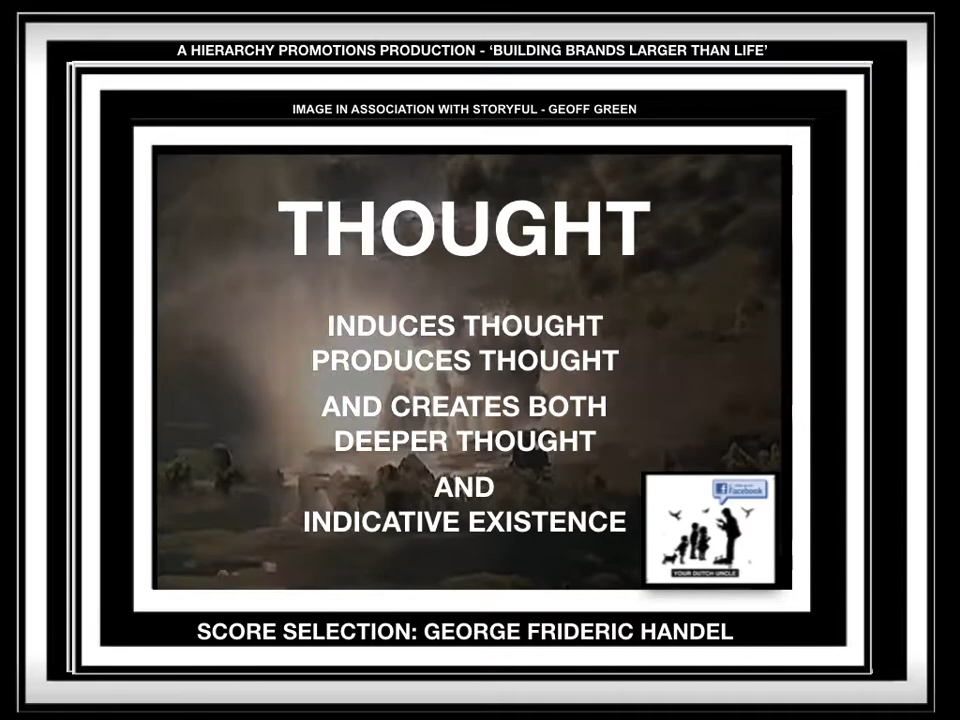 A HIERARCHY PROMOTIONS PRODUCTION - ‘BUILDING BRANDS LARGER THAN LIFE’
IMAGE IN ASSOCIATION WITH STORYFUL - GEOFF GREEN
THOUGHT
INDUCES THOUGHT
PRODUCES THOUGHT
AND CREATES BOTH
DEEPER THOUGHT
AND
INDICATIVE EXISTENCE
Facebook
YOUR DUTCH UNCLE
SCORE SELECTION: GEORGE FRIDERIC HANDEL